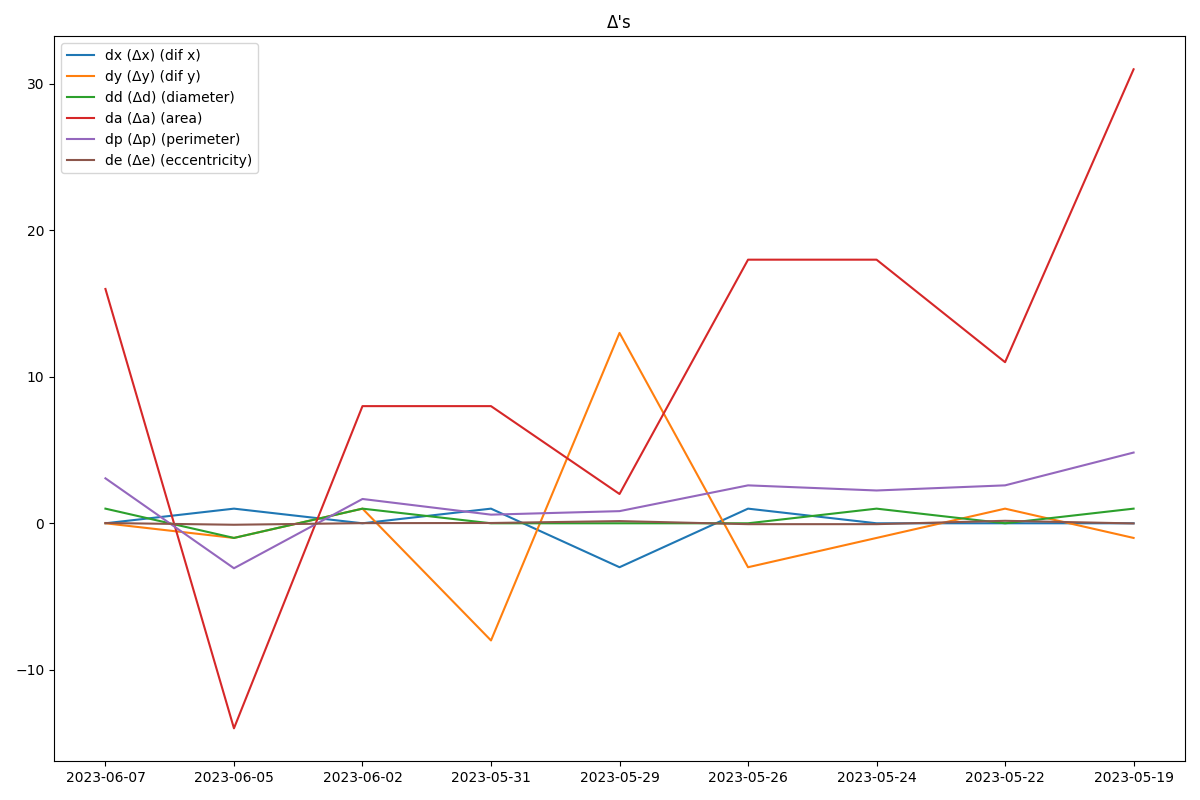 Δ's
dx (Δx) (dif x)
dy (Δy) (dif y)
dd (Δd) (diameter)
da (Δa) (area)
dp (Δp) (perimeter)
de (Δe) (eccentricity)
30
20
10
0
−10
2023-06-07 2023-06-05 2023-06-02 2023-05-31 2023-05-29 2023-05-26 2023-05-24 2023-05-22 2023-05-19